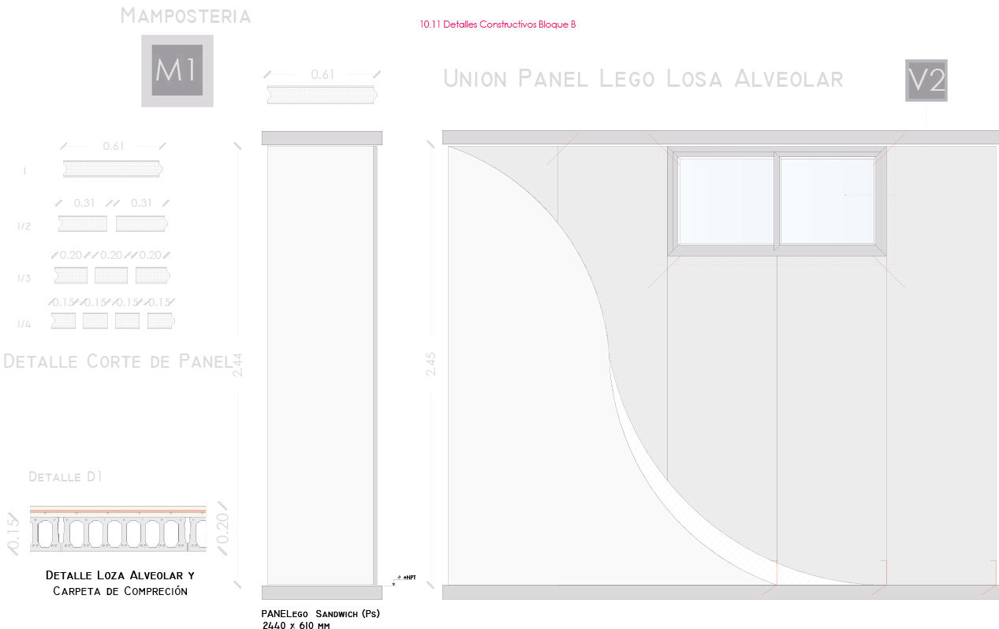 Mamposteria
10.11 Detalles Constructivos Bloque B
M1
0.61
Union Panel Lego Losa Alveolar
V2
0.61
1
0.31 0.31
1/2
0.20 0.20 0.20
1/3
0.15 0.15 0.15 0.15
1/4
Detalle Corte de Panel
2.44
2.45
Detalle D1
0.15
0.20
Detalle Loza Alveolar y
Carpeta de Compreción
+NPT
PANELego Sandwich (Ps)
2440 x 610 mm